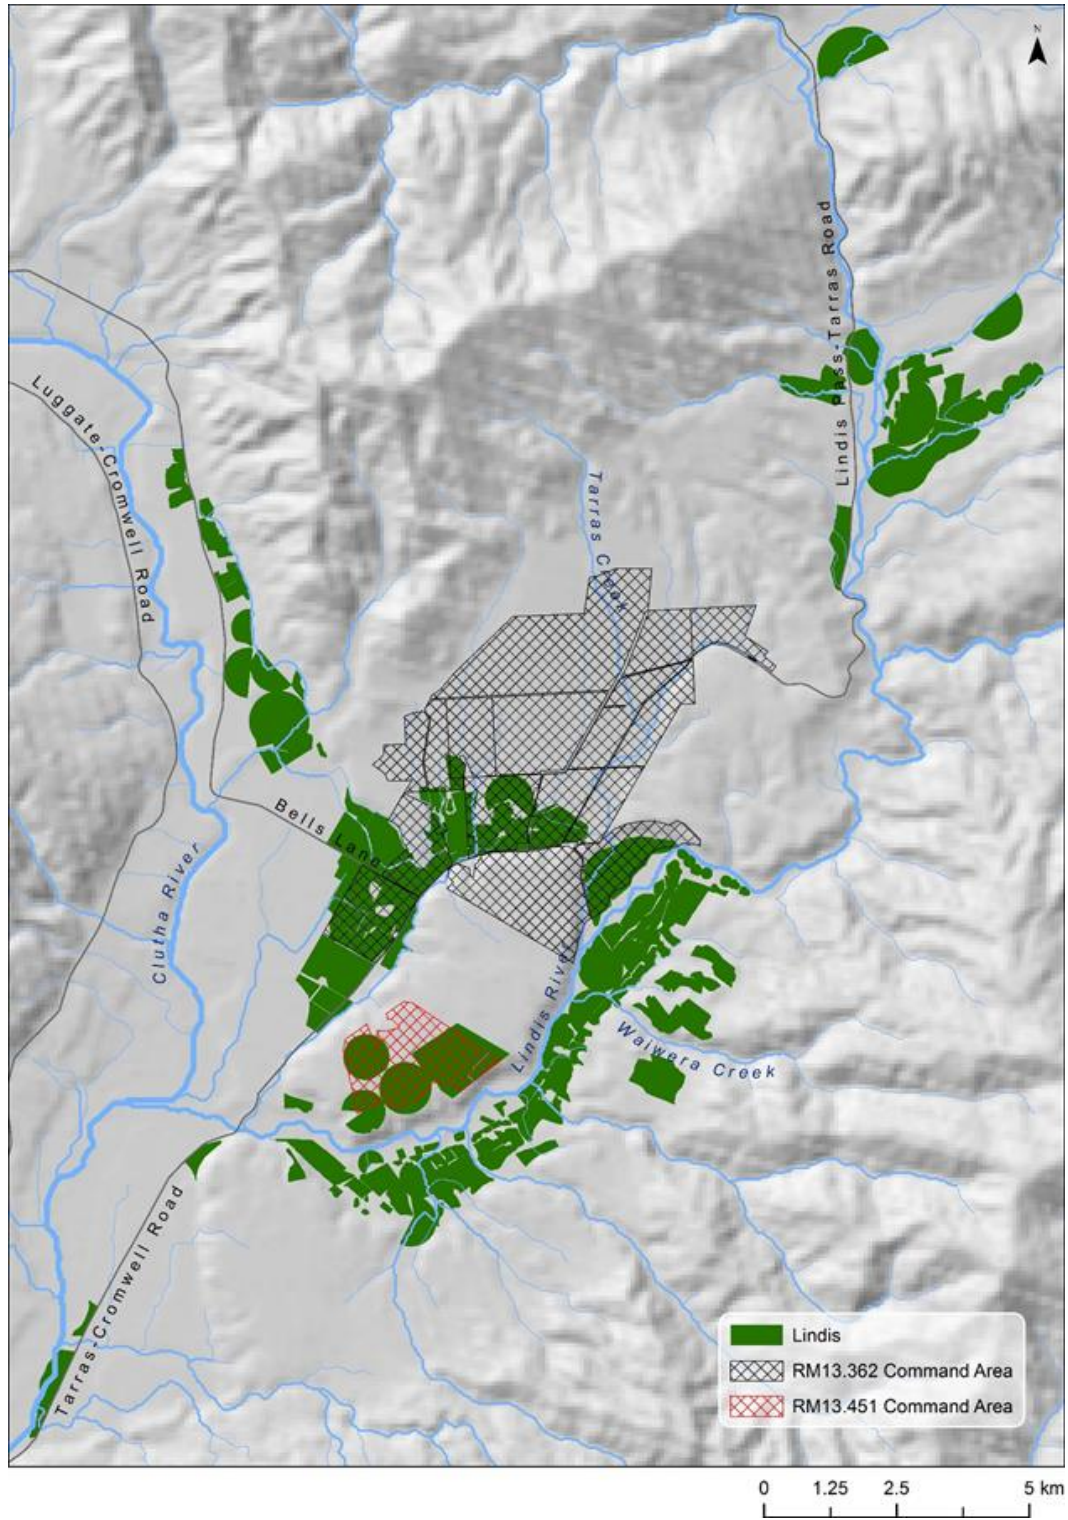 N
Lindis Pass-Tarras Road
Luggate-Cromwell Road
Tarras Creek
Bells Lane
Clutha River
Lindis River
Waiwera Creek
Tarras-Cromwell Road
Lindis
RM13.362 Command Area
RM13.451 Command Area
0 1.25 2.5 5 km